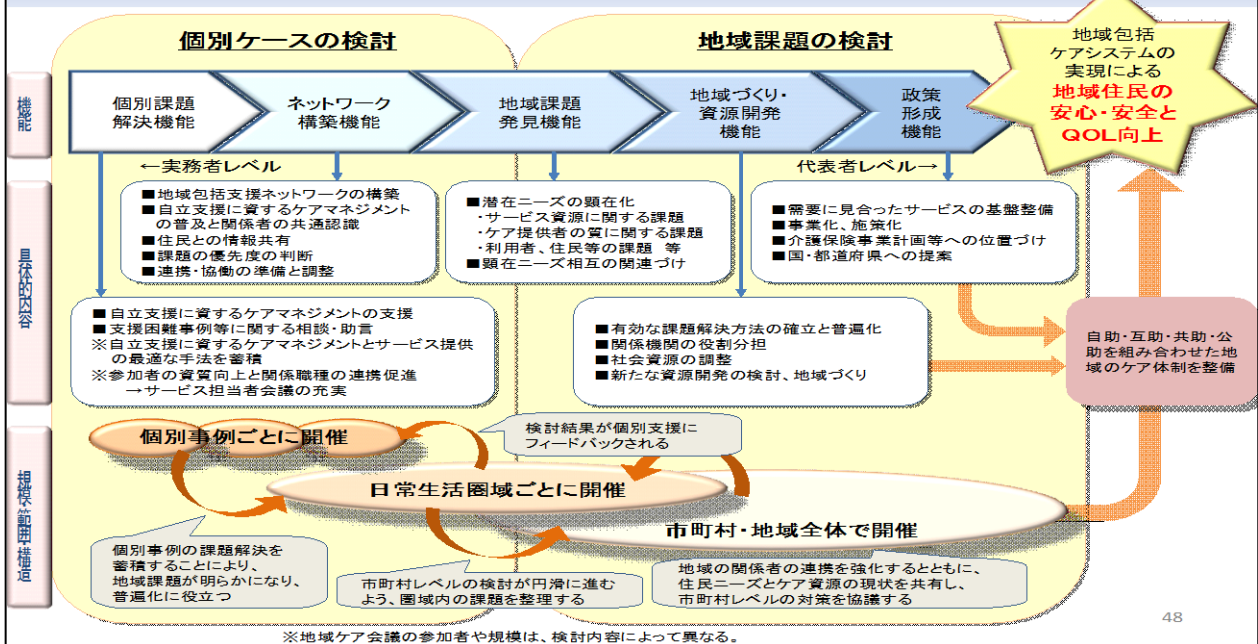 個別ケースの検討
地域課題の検討
地域包括
ケアシステムの
実現による
地域住民の
安心・安全と
QOL向上
機能
個別課題
解決機能
ネットワーク
構築機能
地域課題
発見機能
地域づくり・
資源開発
機能
政策
形成
機能
←実務者レベル
代表者レベル→
具体的内容
■地域包括支援ネットワークの構築
■自立支援に資するケアマネジメント
の普及と関係者の共通認識
■住民との情報共有
■課題の優先度の判断
■連携・協働の準備と調整
■潜在ニーズの顕在化
・サービス資源に関する課題
・ケア提供者の質に関する課題
・利用者、住民等の課題 等
■顕在ニーズ相互の関連づけ
■需要に見合ったサービスの基盤整備
■事業化、施策化
■介護保険事業計画等への位置づけ
■国・都道府県への提案
■自立支援に資するケアマネジメントの支援
■支援困難事例等に関する相談・助言
※自立支援に資するケアマネジメントとサービス提供
の最適な手法を蓄積
※参加者の資質向上と関係職種の連携促進
→サービス担当者会議の充実
■有効な課題解決方法の確立と普遍化
■関係機関の役割分担
■社会資源の調整
■新たな資源開発の検討、地域づくり
自助・互助・共助・公
助を組み合わせた地
域のケア体制を整備
規模・範囲・構造
個別事例ごとに開催
検討結果が個別支援に
フィードバックされる
日常生活圏域ごとに開催
市町村・地域全体で開催
個別事例の課題解決を
蓄積することにより、
地域課題が明らかになり、
普遍化に役立つ
市町村レベルの検討が円滑に進む
よう、圏域内の課題を整理する
地域の関係者の連携を強化するとともに、
住民ニーズとケア資源の現状を共有し、
市町村レベルの対策を協議する
48
※地域ケア会議の参加者や規模は、検討内容によって異なる。